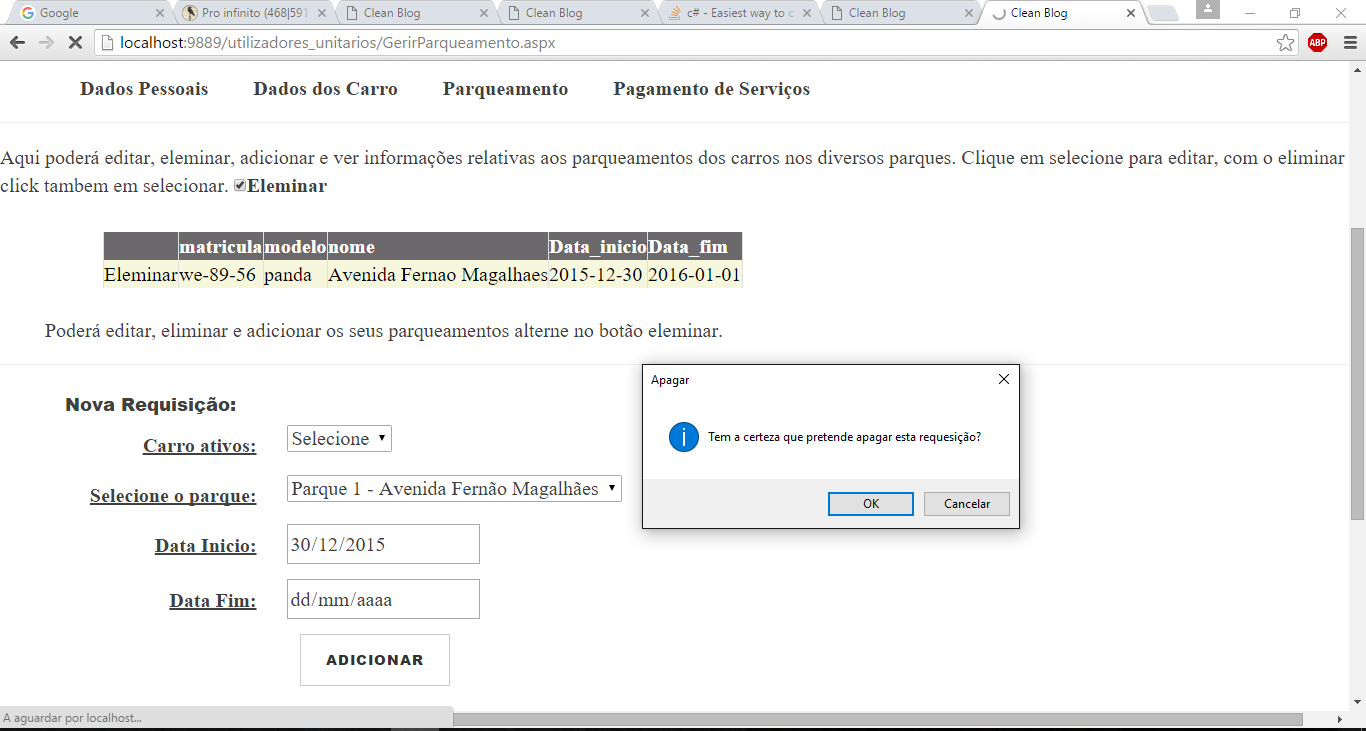 Google
Pro infinito (468|591
Clean Blog
Clean Blog
c# - Easiest way to c
Clean Blog
Clean Blog
localhost:9889/utilizadores_unitarios/GerirParqueamento.aspx
ABP
Dados Pessoais Dados dos Carro Parqueamento Pagamento de Serviços
Aqui poderá editar, eleminar, adicionar e ver informações relativas aos parqueamentos dos carros nos diversos parques. Clique em selecione para editar, com o eliminar
click tambem em selecionar. Eleminar
matricula modelo nome Data_inicio Data_fim
Eleminar we-89-56 panda Avenida Fernao Magalhaes 2015-12-30 2016-01-01
Poderá editar, eliminar e adicionar os seus parqueamentos alterne no botão eleminar.
Apagar
Tem a certeza que pretende apagar esta requesição?
OK Cancelar
Nova Requisição:
Carro ativos: Selecione
Selecione o parque: Parque 1 - Avenida Fernão Magalhães
Data Inicio: 30/12/2015
Data Fim: dd/mm/aaaa
ADICIONAR
A aguardar por localhost...